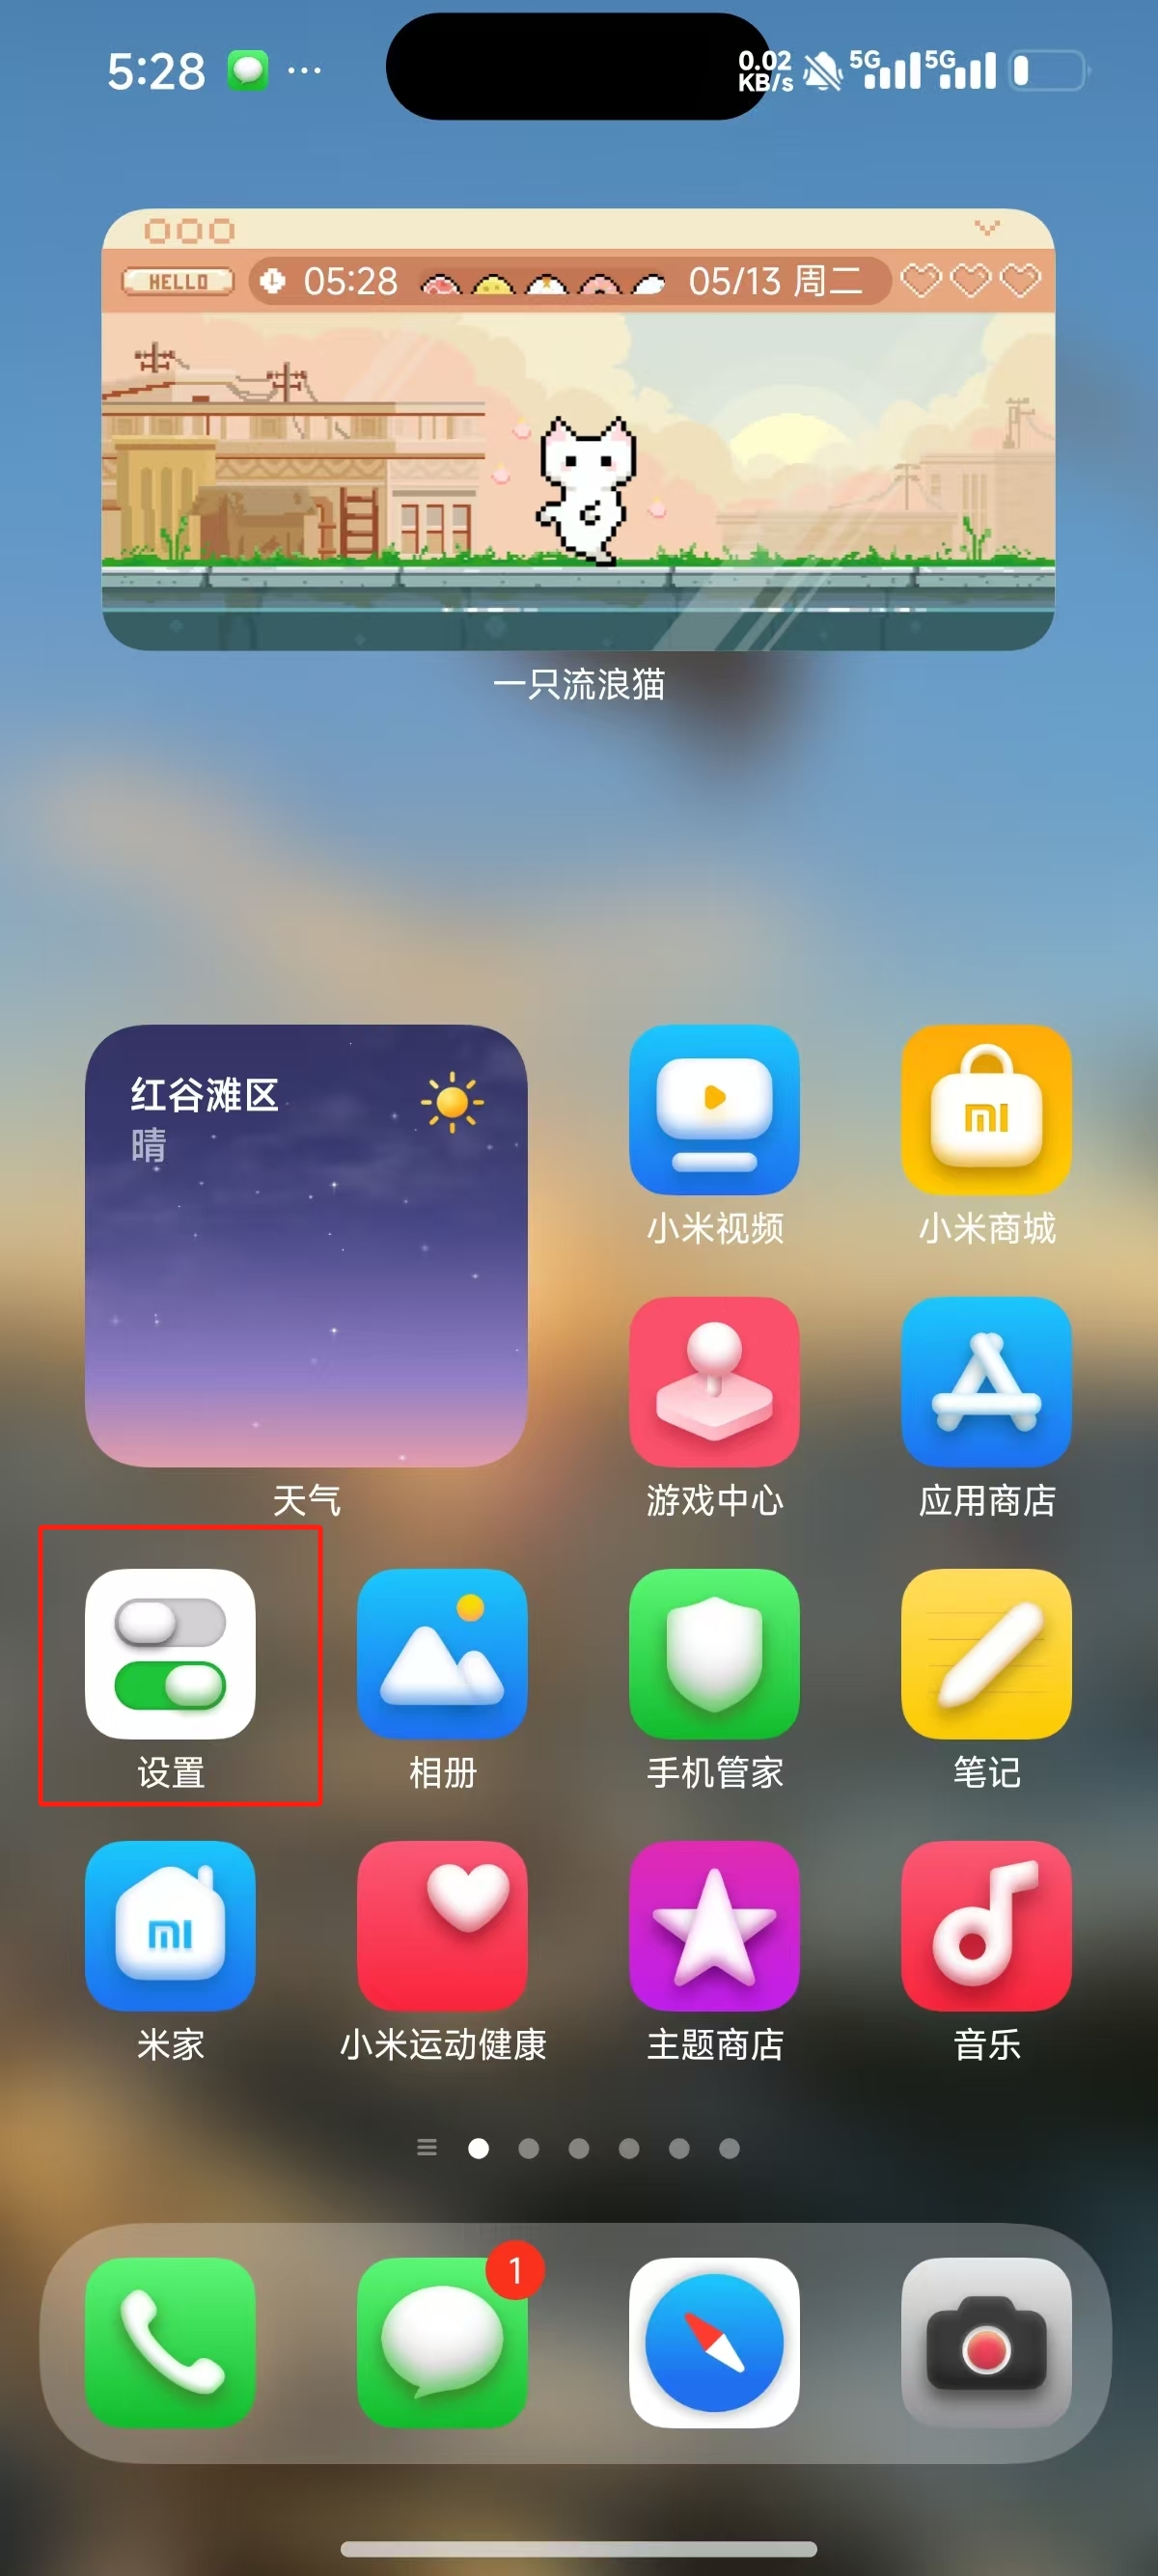 5:28 ... 0.02 KB/s 5G 5G
HELLO 05:28 05/13 周二
一只流浪猫
红谷滩区
晴
天气
小米视频 小米商城
游戏中心 应用商店
设置 相册 手机管家 笔记
米家 小米运动健康 主题商店 音乐
1